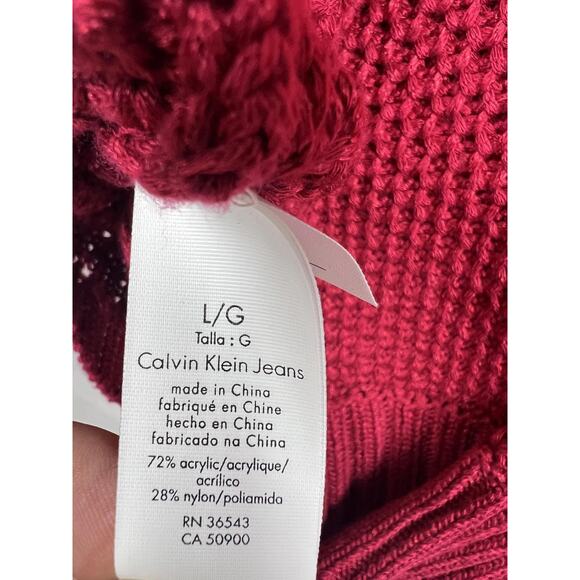 L/G
Talla : G
Calvin Klein Jeans
made in China
fabriqué en Chine
hecho en China
fabricado na China
72% acrylic/acrylique/
acrílico
28% nylon/poliamida
RN 36543
CA 50900